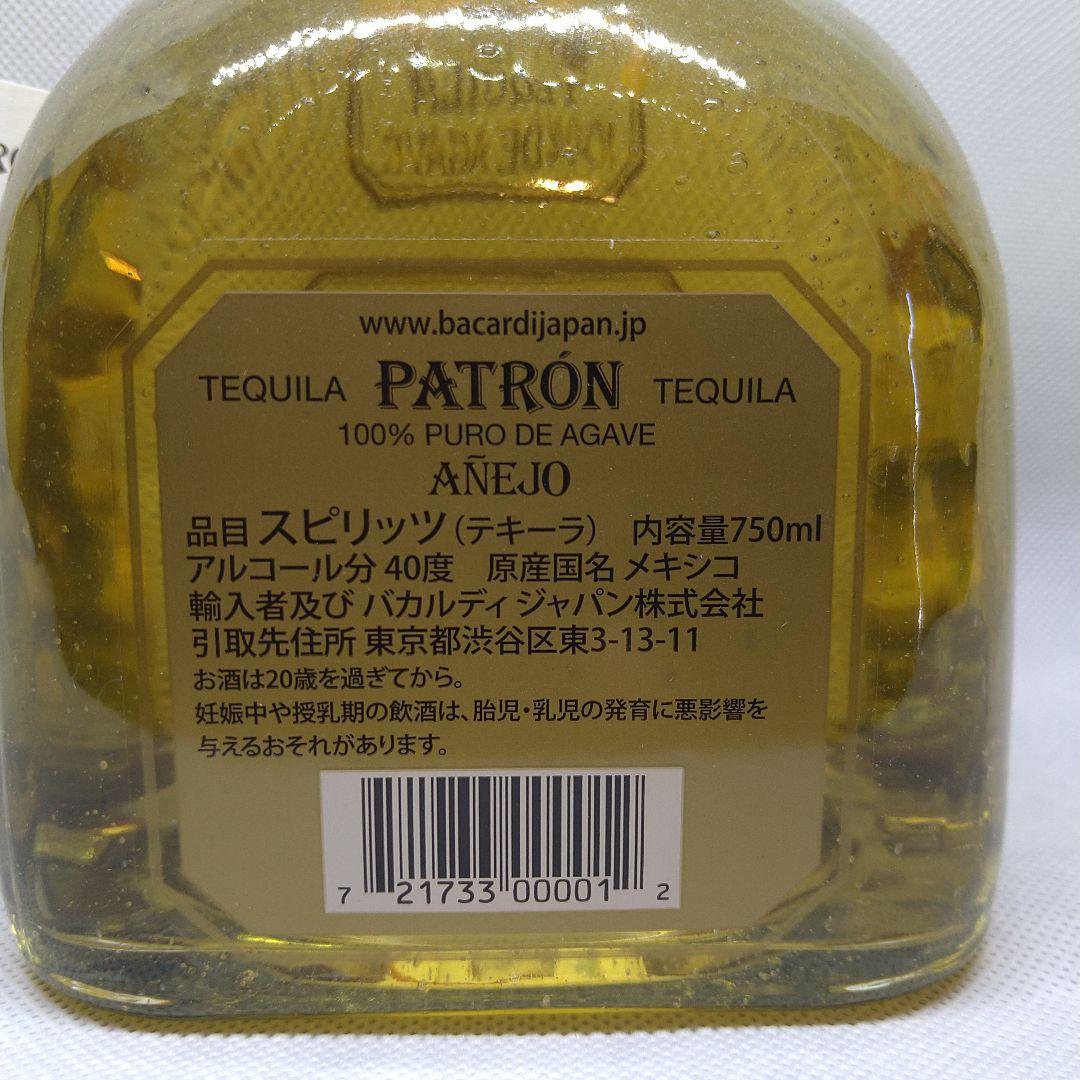 www.bacardijapan.jp
TEQUILA PATRÓN TEQUILA
100% PURO DE AGAVE
AÑEJO
品目 スピリッツ（テキーラ） 内容量750ml
アルコール分 40度 原産国名 メキシコ
輸入者及び バカルディ ジャパン株式会社
引取先住所 東京都渋谷区東3-13-11
お酒は20歳を過ぎてから。
妊娠中や授乳期の飲酒は、胎児・乳児の発育に悪影響を
与えるおそれがあります。
7 21733 00001 2